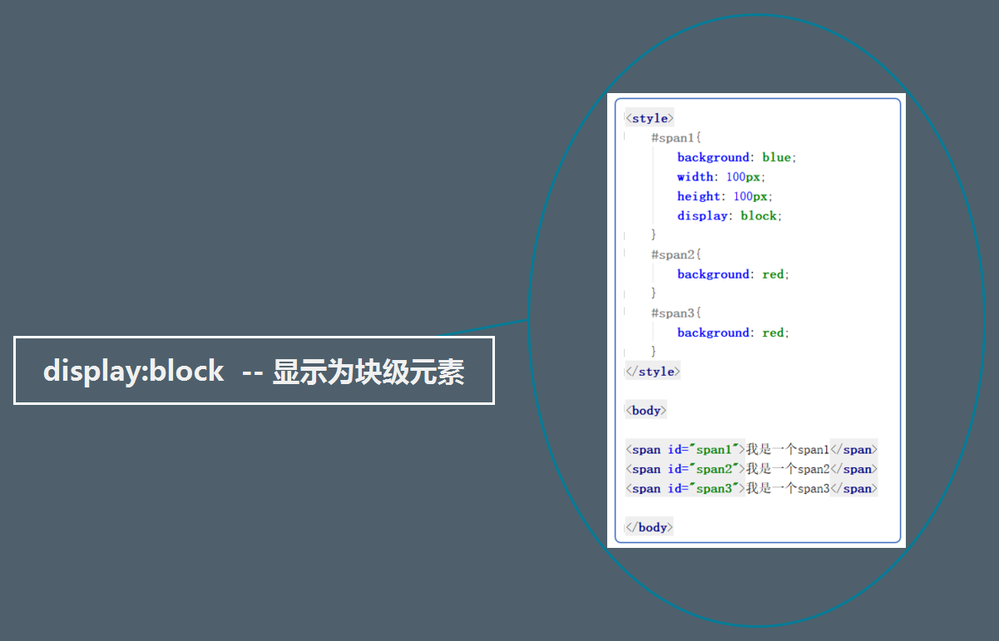 display:block -- 显示为块级元素
<style>
#span1{
background: blue;
width: 100px;
height: 100px;
display: block;
}
#span2{
background: red;
}
#span3{
background: red;
}
</style>
<body>
<span id="span1">我是一个span1</span>
<span id="span2">我是一个span2</span>
<span id="span3">我是一个span3</span>
</body>